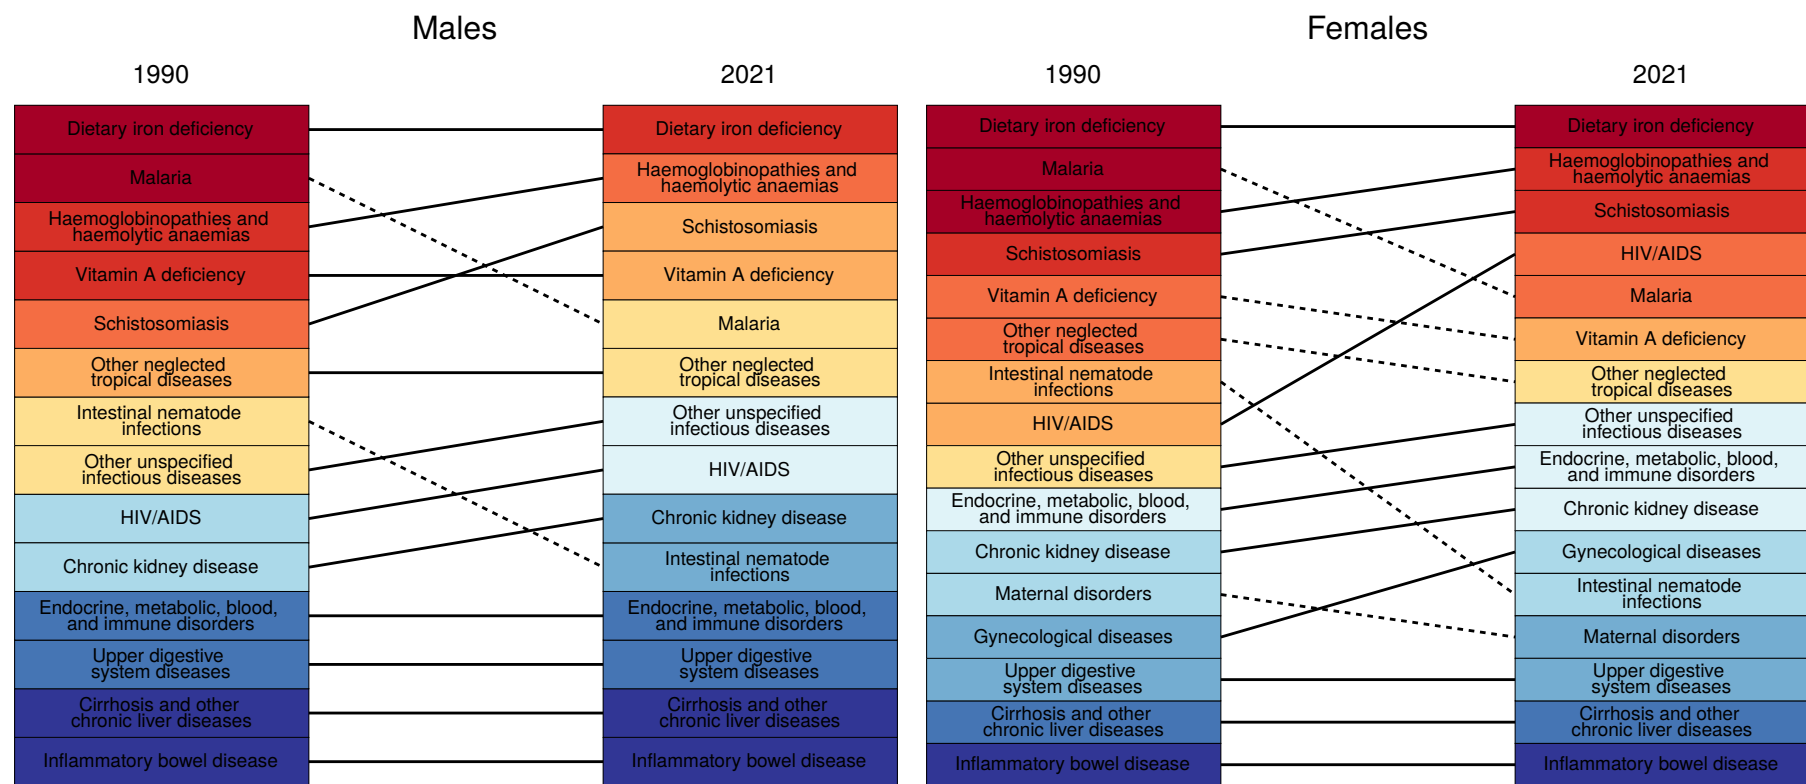 Males
1990
2021
Dietary iron deficiency
Malaria
Haemoglobinopathies and
haemolytic anaemias
Vitamin A deficiency
Schistosomiasis
Other neglected
tropical diseases
Intestinal nematode
infections
Other unspecified
infectious diseases
HIV/AIDS
Chronic kidney disease
Endocrine, metabolic, blood,
and immune disorders
Upper digestive
system diseases
Cirrhosis and other
chronic liver diseases
Inflammatory bowel disease
Dietary iron deficiency
Haemoglobinopathies and
haemolytic anaemias
Schistosomiasis
Vitamin A deficiency
Malaria
Other neglected
tropical diseases
Other unspecified
infectious diseases
HIV/AIDS
Chronic kidney disease
Intestinal nematode
infections
Endocrine, metabolic, blood,
and immune disorders
Upper digestive
system diseases
Cirrhosis and other
chronic liver diseases
Inflammatory bowel disease
Females
1990
2021
Dietary iron deficiency
Malaria
Haemoglobinopathies and
haemolytic anaemias
Schistosomiasis
Vitamin A deficiency
Other neglected
tropical diseases
Intestinal nematode
infections
HIV/AIDS
Other unspecified
infectious diseases
Endocrine, metabolic, blood,
and immune disorders
Chronic kidney disease
Maternal disorders
Gynecological diseases
Upper digestive
system diseases
Cirrhosis and other
chronic liver diseases
Inflammatory bowel disease
Dietary iron deficiency
Haemoglobinopathies and
haemolytic anaemias
Schistosomiasis
HIV/AIDS
Malaria
Vitamin A deficiency
Other neglected
tropical diseases
Other unspecified
infectious diseases
Endocrine, metabolic, blood,
and immune disorders
Chronic kidney disease
Gynecological diseases
Intestinal nematode
infections
Maternal disorders
Upper digestive
system diseases
Cirrhosis and other
chronic liver diseases
Inflammatory bowel disease